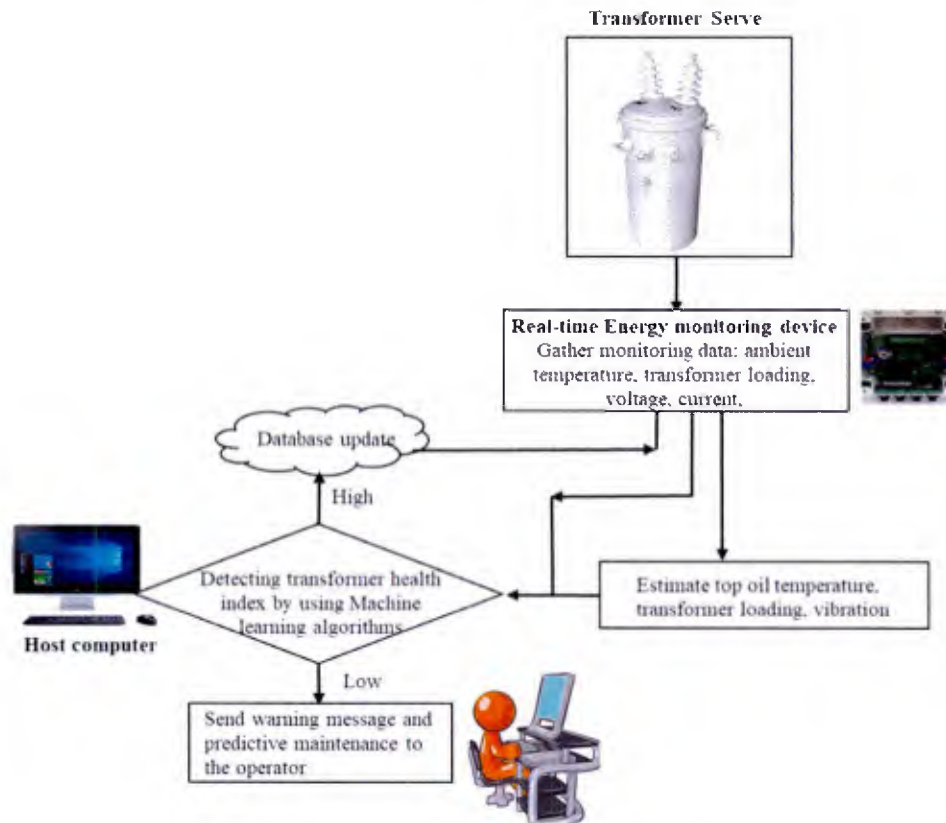 Transformer Serve
Real-time Energy monitoring device
Gather monitoring data: ambient
temperature, transformer loading,
voltage, current,
Database update
High
Detecting transformer health
index by using Machine
learning algorithms
Host computer
Estimate top oil temperature,
transformer loading, vibration
Low
Send warning message and
predictive maintenance to
the operator